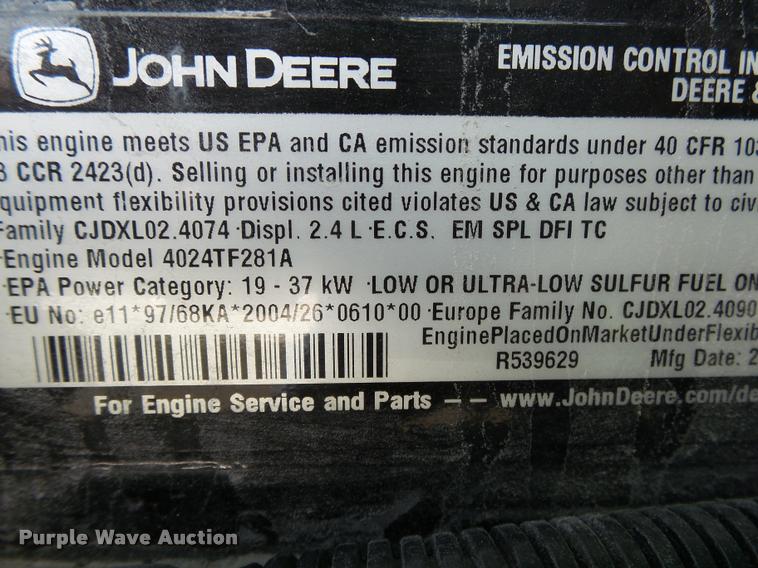 JOHN DEERE
EMISSION CONTROL IN
DEERE &
his engine meets US EPA and CA emission standards under 40 CFR 103
3 CCR 2423(d). Selling or installing this engine for purposes other than
equipment flexibility provisions cited violates US & CA law subject to civi
Family CJDXL02.4074 · Displ. 2.4 L · E.C.S. EM SPL DFI TC
· Engine Model 4024TF281A
· EPA Power Category: 19 - 37 kW · LOW OR ULTRA-LOW SULFUR FUEL ON
· EU No: e11*97/68KA*2004/26*0610*00 · Europe Family No. CJDXL02.4090
EnginePlacedOnMarketUnderFlexib
R539629 Mfg Date: 2
For Engine Service and Parts — — www.JohnDeere.com/de
Purple Wave Auction